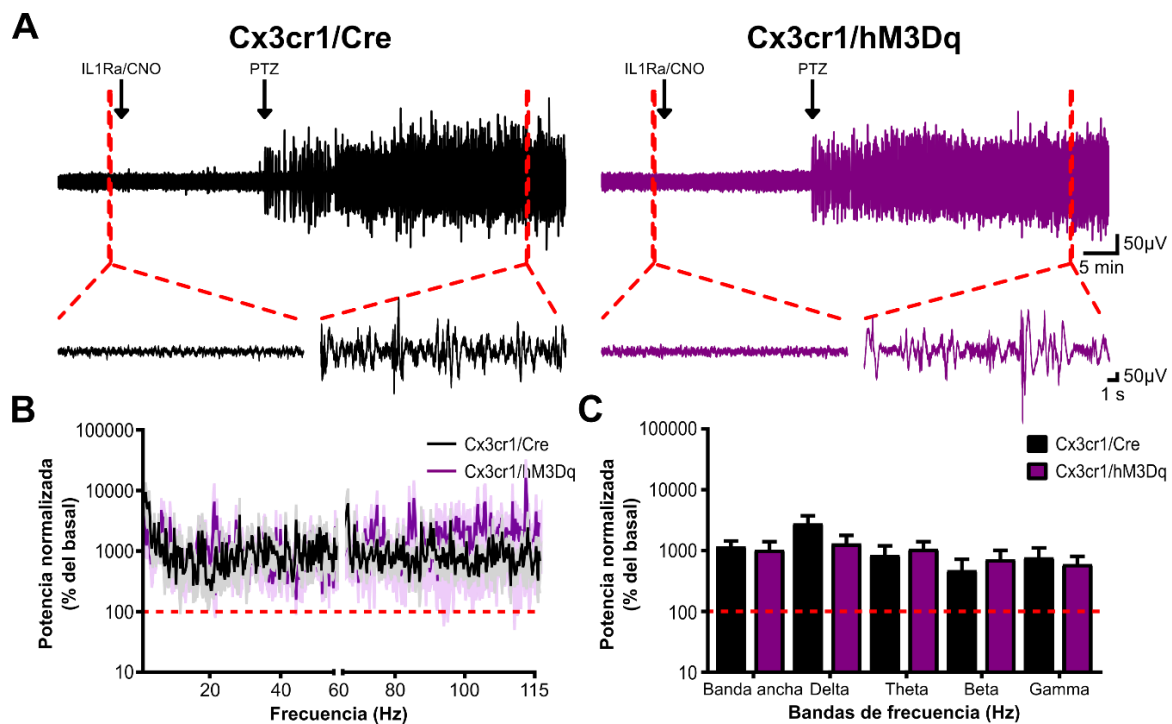 A
Cx3cr1/Cre
Cx3cr1/hM3Dq
IL1Ra/CNO
PTZ
IL1Ra/CNO
PTZ
50µV
5 min
50µV
1 s
B
C
Potencia normalizada
(% del basal)
100000
10000
1000
100
10
Cx3cr1/Cre
Cx3cr1/hM3Dq
20
40
60
80
100
115
Frecuencia (Hz)
Potencia normalizada
(% del basal)
100000
10000
1000
100
10
Cx3cr1/Cre
Cx3cr1/hM3Dq
Banda ancha
Delta
Theta
Beta
Gamma
Bandas de frecuencia (Hz)